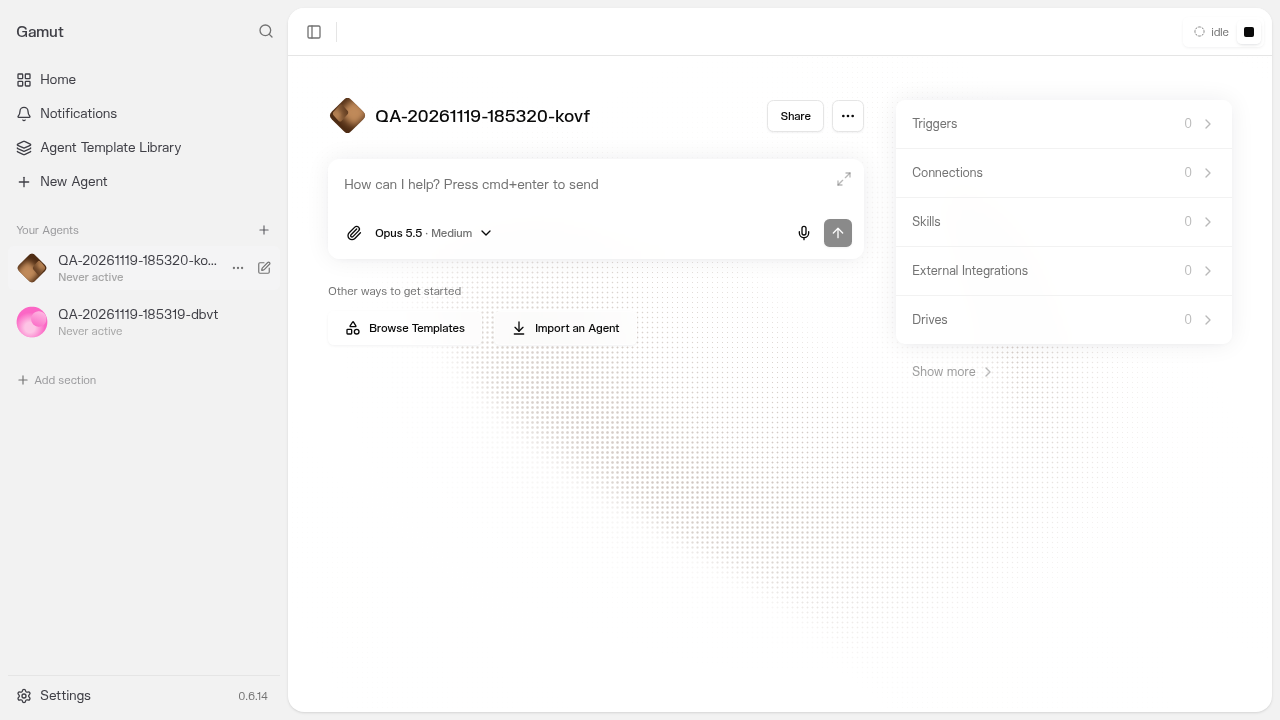 Gamut
Home
Notifications
Agent Template Library
New Agent
Your Agents
QA-20261119-185320-ko...
Never active
QA-20261119-185319-dbvt
Never active
Add section
Settings
0.6.14
idle
QA-20261119-185320-kovf
Share
How can I help? Press cmd+enter to send
Opus 5.5 · Medium
Other ways to get started
Browse Templates
Import an Agent
Triggers 0
Connections 0
Skills 0
External Integrations 0
Drives 0
Show more